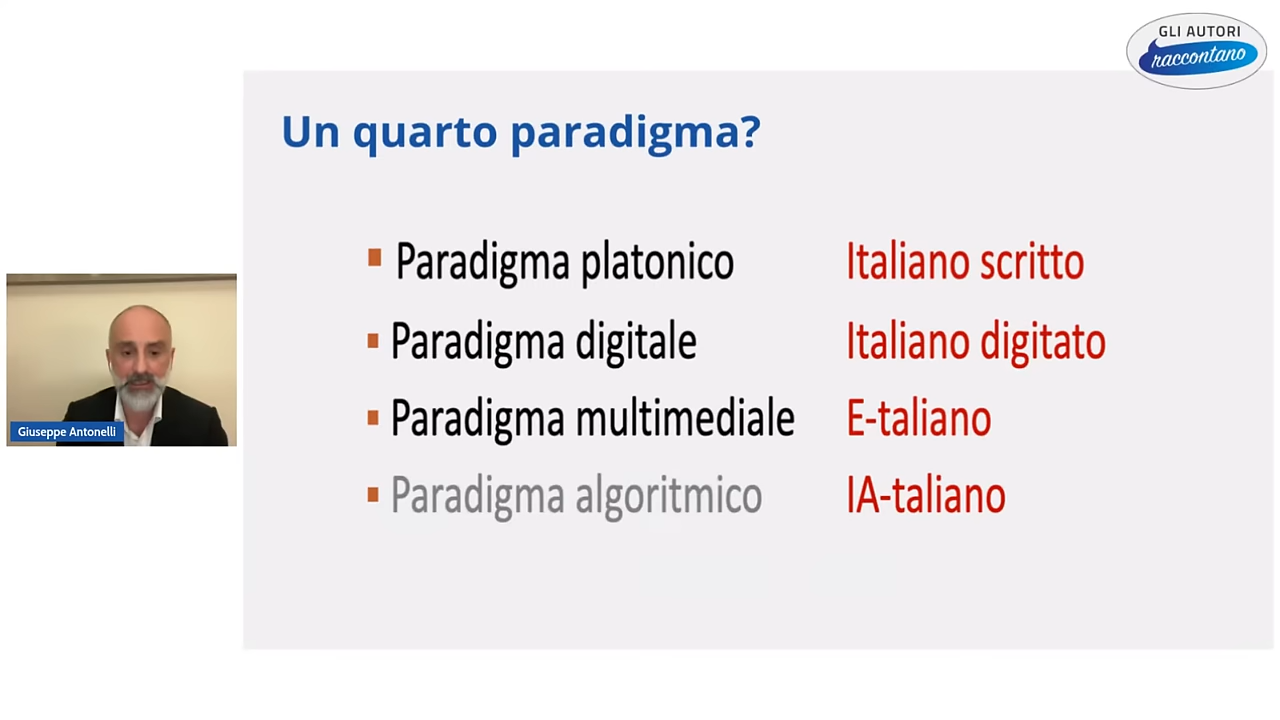 GLI AUTORI
raccontano
Un quarto paradigma?
▪ Paradigma platonico Italiano scritto
▪ Paradigma digitale Italiano digitato
▪ Paradigma multimediale E-taliano
▪ Paradigma algoritmico IA-taliano
Giuseppe Antonelli